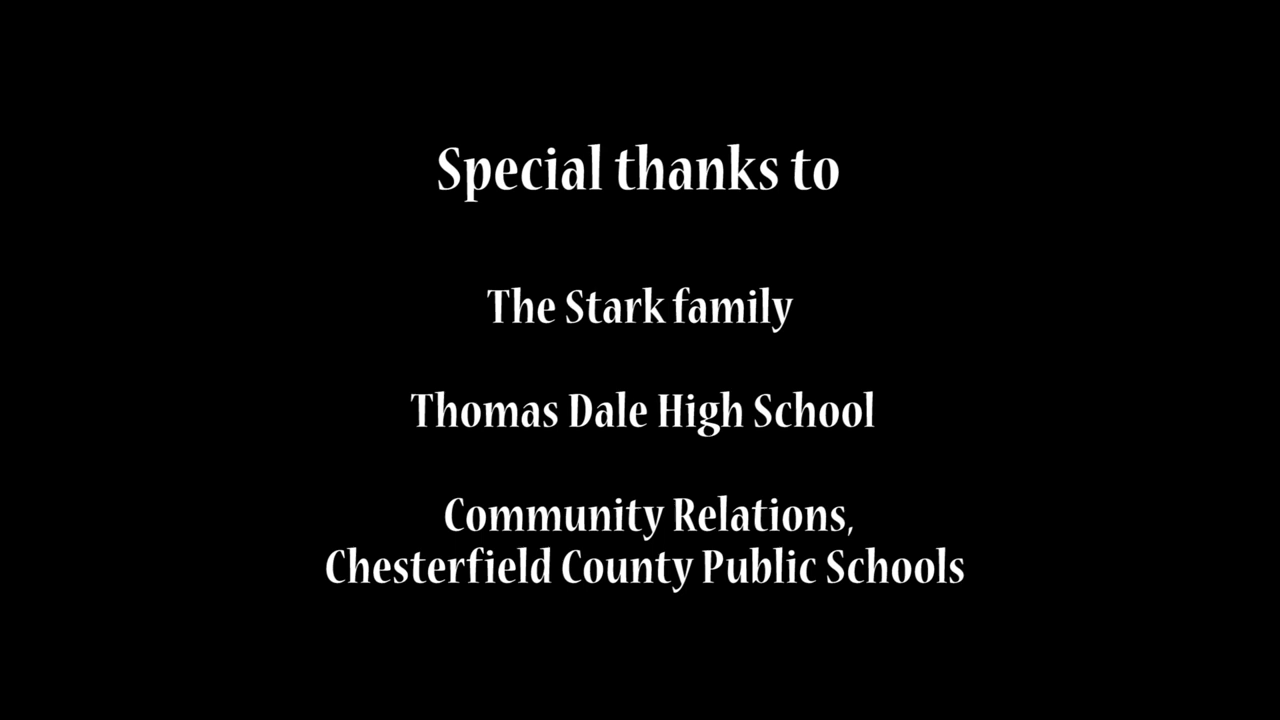 Special thanks to
The Stark family
Thomas Dale High School
Community Relations,
Chesterfield County Public Schools